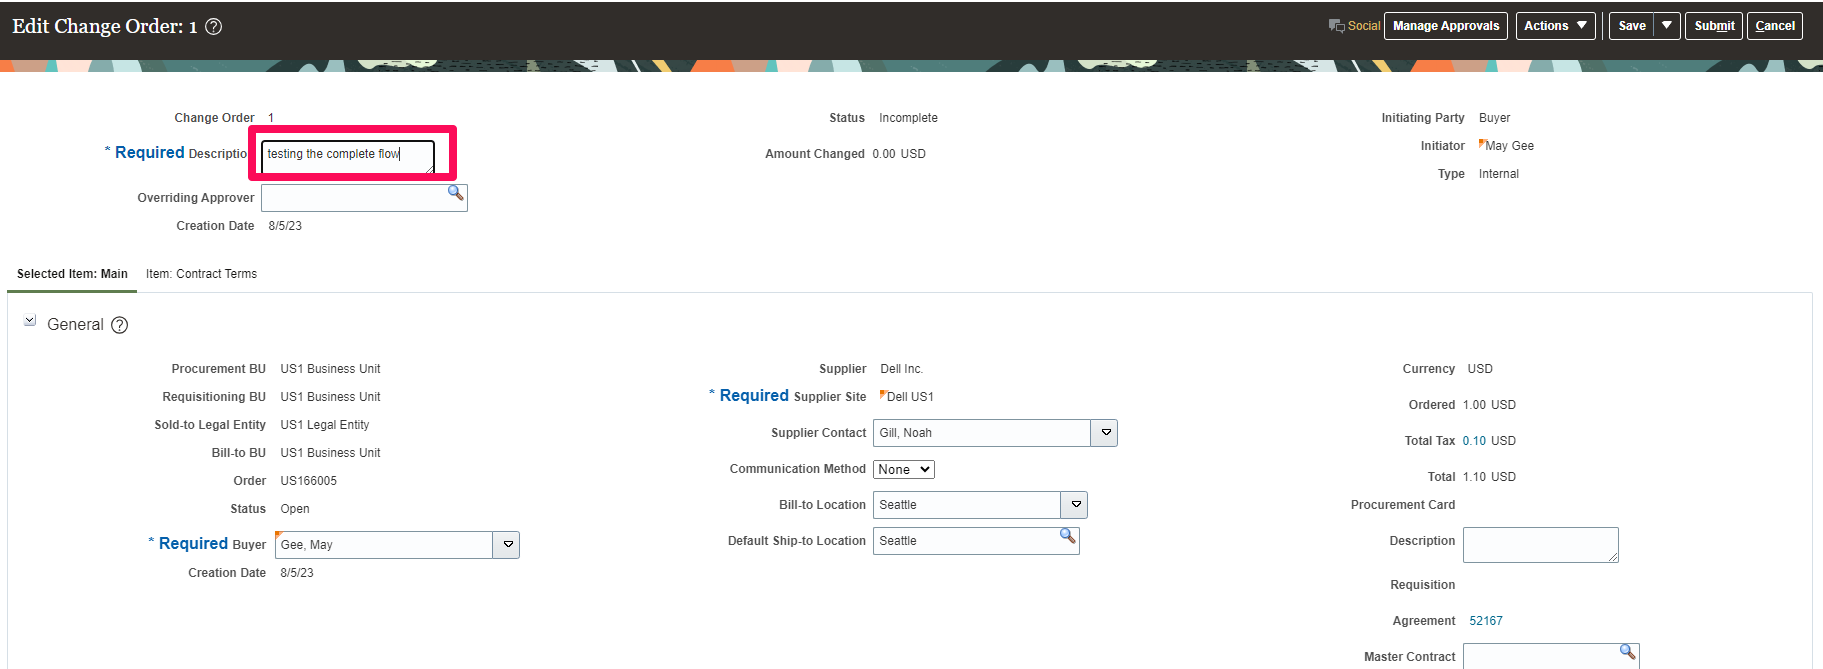 Edit Change Order: 1
Social
Manage Approvals
Actions
Save
Submit
Cancel
Change Order 1
* Required Descriptio testing the complete flow
Overriding Approver
Creation Date 8/5/23
Status Incomplete
Amount Changed 0.00 USD
Initiating Party Buyer
Initiator May Gee
Type Internal
Selected Item: Main
Item: Contract Terms
General
Procurement BU US1 Business Unit
Requisitioning BU US1 Business Unit
Sold-to Legal Entity US1 Legal Entity
Bill-to BU US1 Business Unit
Order US166005
Status Open
* Required Buyer Gee, May
Creation Date 8/5/23
Supplier Dell Inc.
* Required Supplier Site Dell US1
Supplier Contact Gill, Noah
Communication Method None
Bill-to Location Seattle
Default Ship-to Location Seattle
Currency USD
Ordered 1.00 USD
Total Tax 0.10 USD
Total 1.10 USD
Procurement Card
Description
Requisition
Agreement 52167
Master Contract